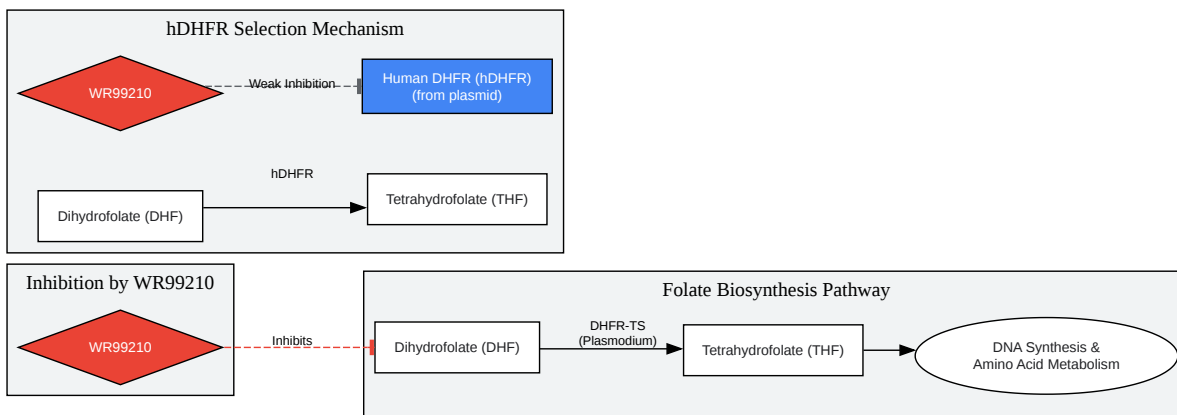 hDHFR Selection Mechanism
WR99210
Weak Inhibition
Human DHFR (hDHFR)
(from plasmid)
hDHFR
Dihydrofolate (DHF)
Tetrahydrofolate (THF)
Inhibition by WR99210
WR99210
Inhibits
Folate Biosynthesis Pathway
Dihydrofolate (DHF)
DHFR-TS
(Plasmodium)
Tetrahydrofolate (THF)
DNA Synthesis &
Amino Acid Metabolism